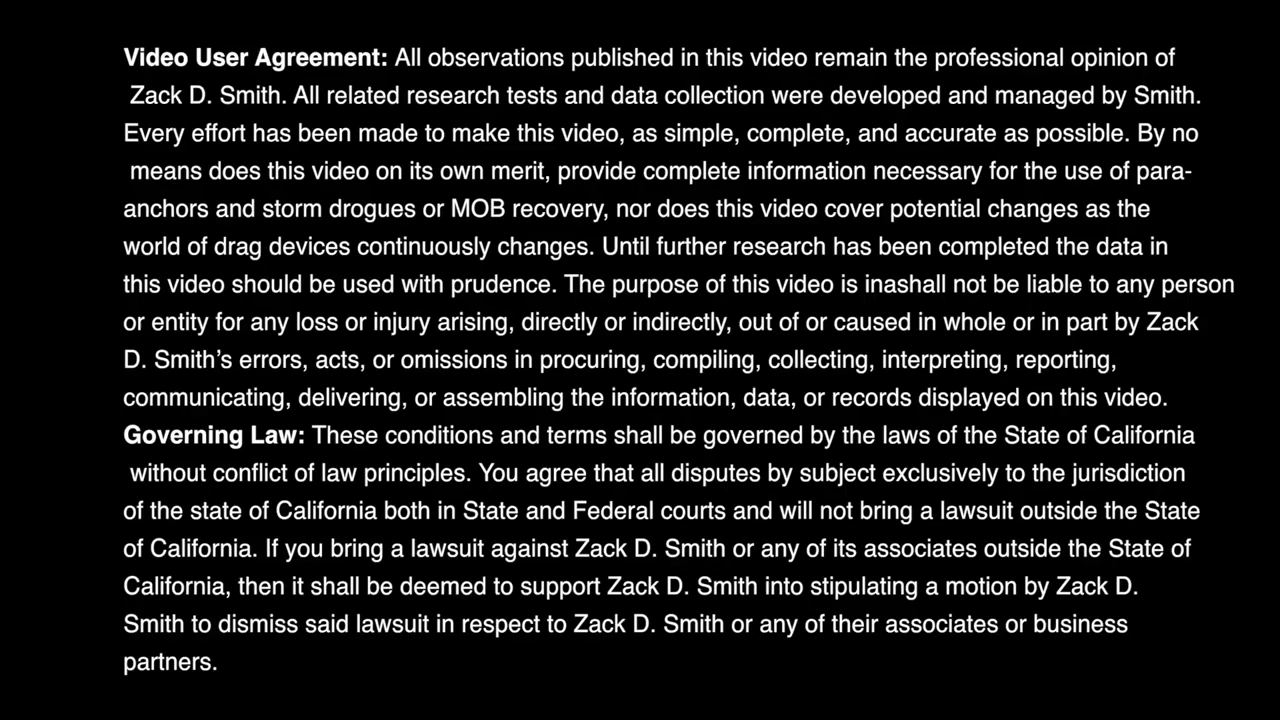 Video User Agreement: All observations published in this video remain the professional opinion of
Zack D. Smith. All related research tests and data collection were developed and managed by Smith.
Every effort has been made to make this video, as simple, complete, and accurate as possible. By no
means does this video on its own merit, provide complete information necessary for the use of para-
anchors and storm drogues or MOB recovery, nor does this video cover potential changes as the
world of drag devices continuously changes. Until further research has been completed the data in
this video should be used with prudence. The purpose of this video is inashall not be liable to any person
or entity for any loss or injury arising, directly or indirectly, out of or caused in whole or in part by Zack
D. Smith’s errors, acts, or omissions in procuring, compiling, collecting, interpreting, reporting,
communicating, delivering, or assembling the information, data, or records displayed on this video.
Governing Law: These conditions and terms shall be governed by the laws of the State of California
without conflict of law principles. You agree that all disputes by subject exclusively to the jurisdiction
of the state of California both in State and Federal courts and will not bring a lawsuit outside the State
of California. If you bring a lawsuit against Zack D. Smith or any of its associates outside the State of
California, then it shall be deemed to support Zack D. Smith into stipulating a motion by Zack D.
Smith to dismiss said lawsuit in respect to Zack D. Smith or any of their associates or business
partners.